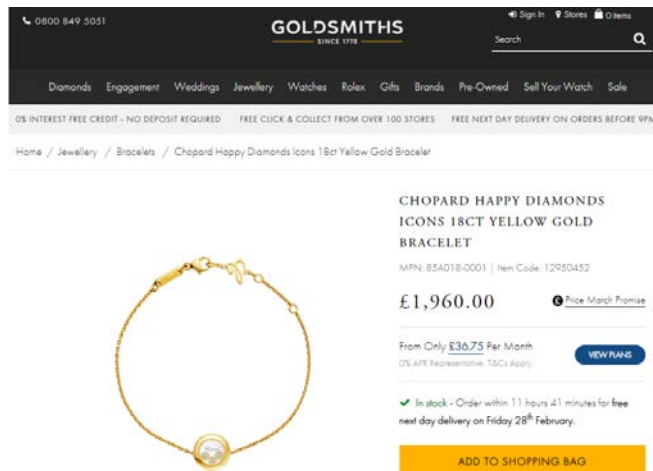 0800 849 5051
GOLDSMITHS
SINCE 1778
Sign In Stores 0 items
Search
Diamonds Engagement Weddings Jewellery Watches Rolex Gifts Brands Pre-Owned Sell Your Watch Sale
0% INTEREST FREE CREDIT - NO DEPOSIT REQUIRED FREE CLICK & COLLECT FROM OVER 100 STORES FREE NEXT DAY DELIVERY ON ORDERS BEFORE 9PM
Home / Jewellery / Bracelets / Chopard Happy Diamonds Icons 18ct Yellow Gold Bracelet
CHOPARD HAPPY DIAMONDS
ICONS 18CT YELLOW GOLD
BRACELET
MPN: 85A018-0001 | Item Code: 12950452
£1,960.00 £ Price Match Promise
From Only £36.75 Per Month
0% APR Representative. T&Cs Apply.
VIEW PLANS
In stock - Order within 11 hours 41 minutes for free
next day delivery on Friday 28th February.
ADD TO SHOPPING BAG